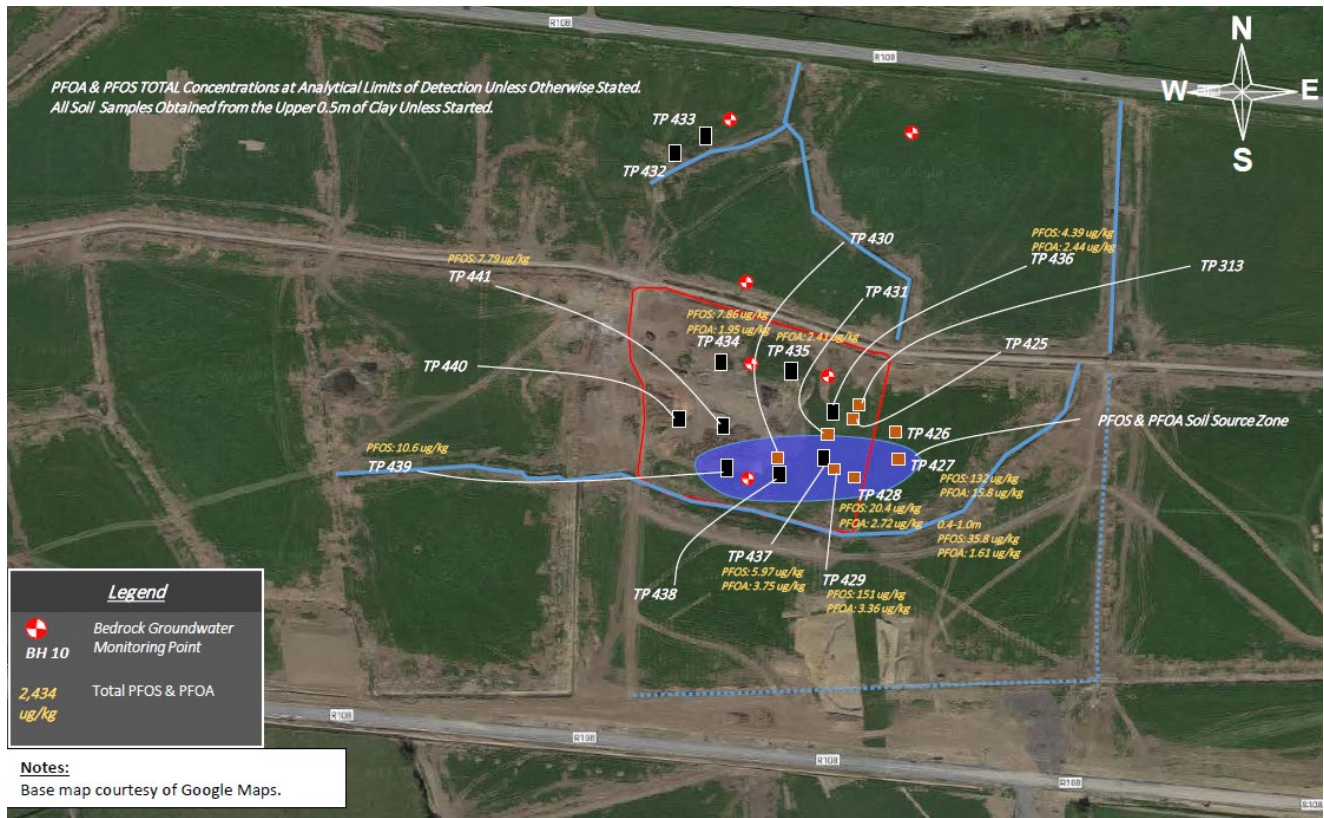 R108
R108
N
W E
S
PFOA & PFOS TOTAL Concentrations at Analytical Limits of Detection Unless Otherwise Stated.
All Soil Samples Obtained from the Upper 0.5m of Clay Unless Started.
TP 433
TP 432
TP 430
PFOS: 4.39 ug/kg
PFOA: 2.44 ug/kg
TP 436
TP 313
PFOS: 7.79 ug/kg
TP 441
TP 431
PFOS: 7.86 ug/kg
PFOA: 1.95 ug/kg
TP 434
PFOA: 2.41 ug/kg
TP 435
TP 425
TP 440
PFOS & PFOA Soil Source Zone
TP 426
TP 427
PFOS: 132 ug/kg
PFOA: 15.8 ug/kg
0.4-1.0m
PFOS: 35.8 ug/kg
PFOA: 1.61 ug/kg
PFOS: 10.6 ug/kg
TP 439
TP 428
PFOS: 20.4 ug/kg
PFOA: 2.72 ug/kg
TP 437
PFOS: 5.97 ug/kg
PFOA: 3.75 ug/kg
TP 438
TP 429
PFOS: 151 ug/kg
PFOA: 3.36 ug/kg
Legend
BH 10
Bedrock Groundwater
Monitoring Point
2,434
ug/kg
Total PFOS & PFOA
R108
R108
R108
R108
R108
Notes:
Base map courtesy of Google Maps.